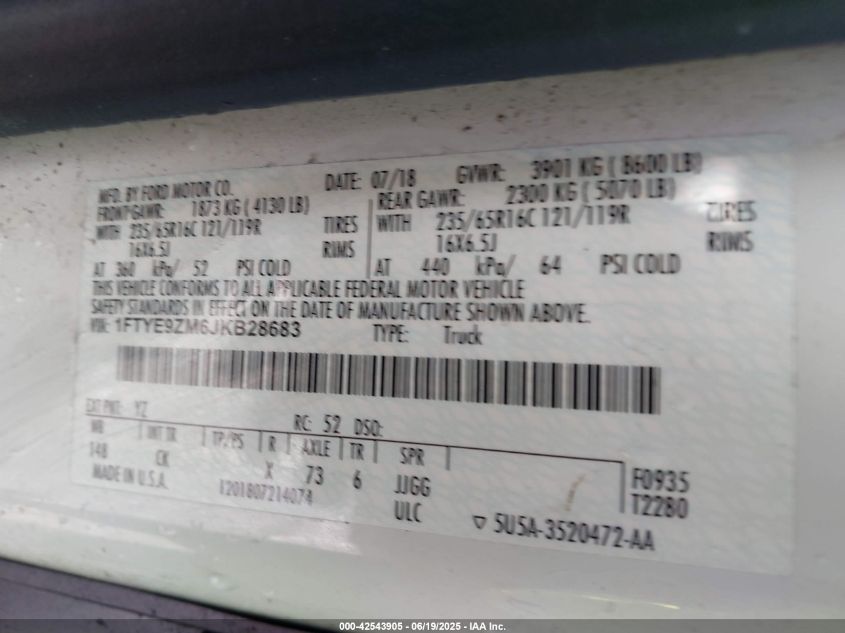 MFD. BY FORD MOTOR CO. DATE: 07/18 GVWR: 3901 KG ( 8600 LB)
FRONT GAWR: 1873 KG ( 4130 LB) REAR GAWR: 2300 KG ( 5070 LB)
WITH 235/65R16C 121/119R TIRES WITH 235/65R16C 121/119R TIRES
16X6.5J RIMS 16X6.5J RIMS
AT 360 kPa/ 52 PSI COLD AT 440 kPa/ 64 PSI COLD
THIS VEHICLE CONFORMS TO ALL APPLICABLE FEDERAL MOTOR VEHICLE
SAFETY STANDARDS IN EFFECT ON THE DATE OF MANUFACTURE SHOWN ABOVE.
VIN: 1FTYE9ZM6JKB28683 TYPE: Truck
EXT PNT: YZ RC: 52 DSO:
WB INT TR TP/PS R AXLE TR SPR
148 CK X 73 6 JJGG F0935
MADE IN U.S.A. 1201807214074 ULC T2280
▽ 5U5A-3520472-AA
000-42543905 - 06/19/2025 - IAA Inc.